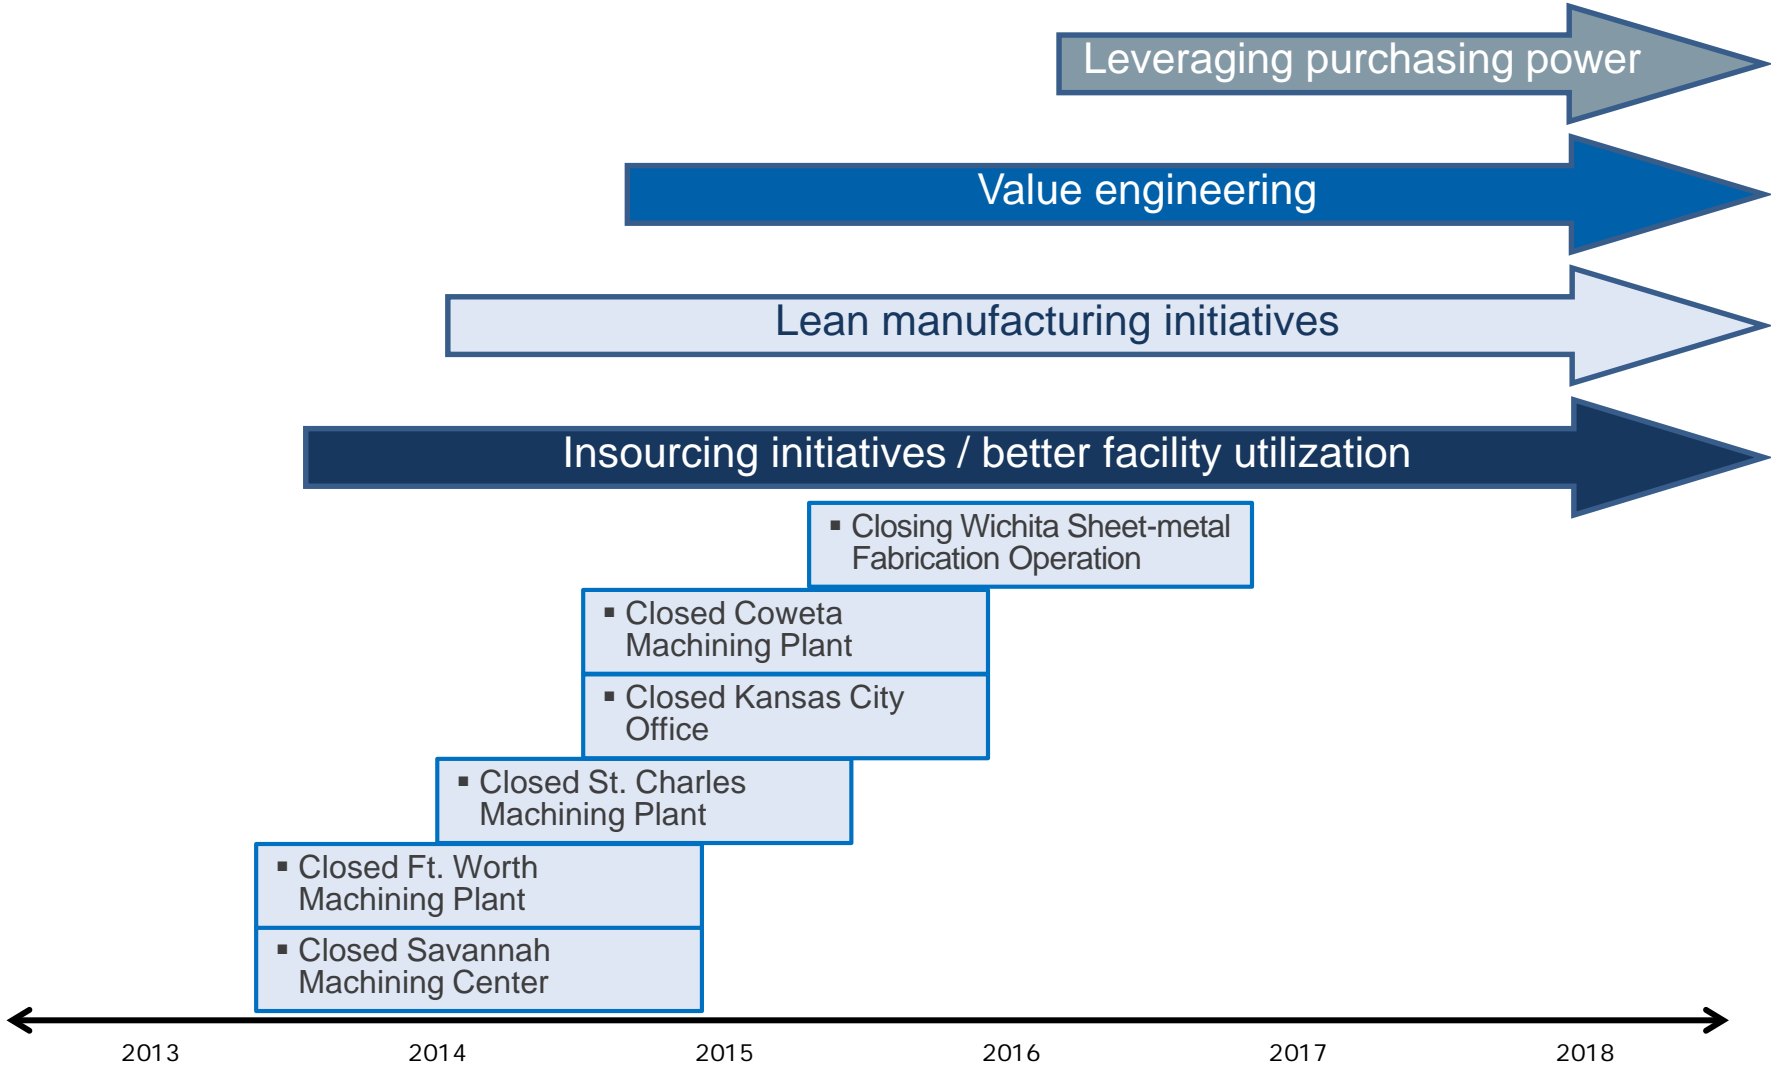 Leveraging purchasing power
Value engineering
Lean manufacturing initiatives
Insourcing initiatives / better facility utilization
▪ Closing Wichita Sheet-metal
Fabrication Operation
▪ Closed Coweta
Machining Plant
▪ Closed Kansas City
Office
▪ Closed St. Charles
Machining Plant
▪ Closed Ft. Worth
Machining Plant
▪ Closed Savannah
Machining Center
2013 2014 2015 2016 2017 2018